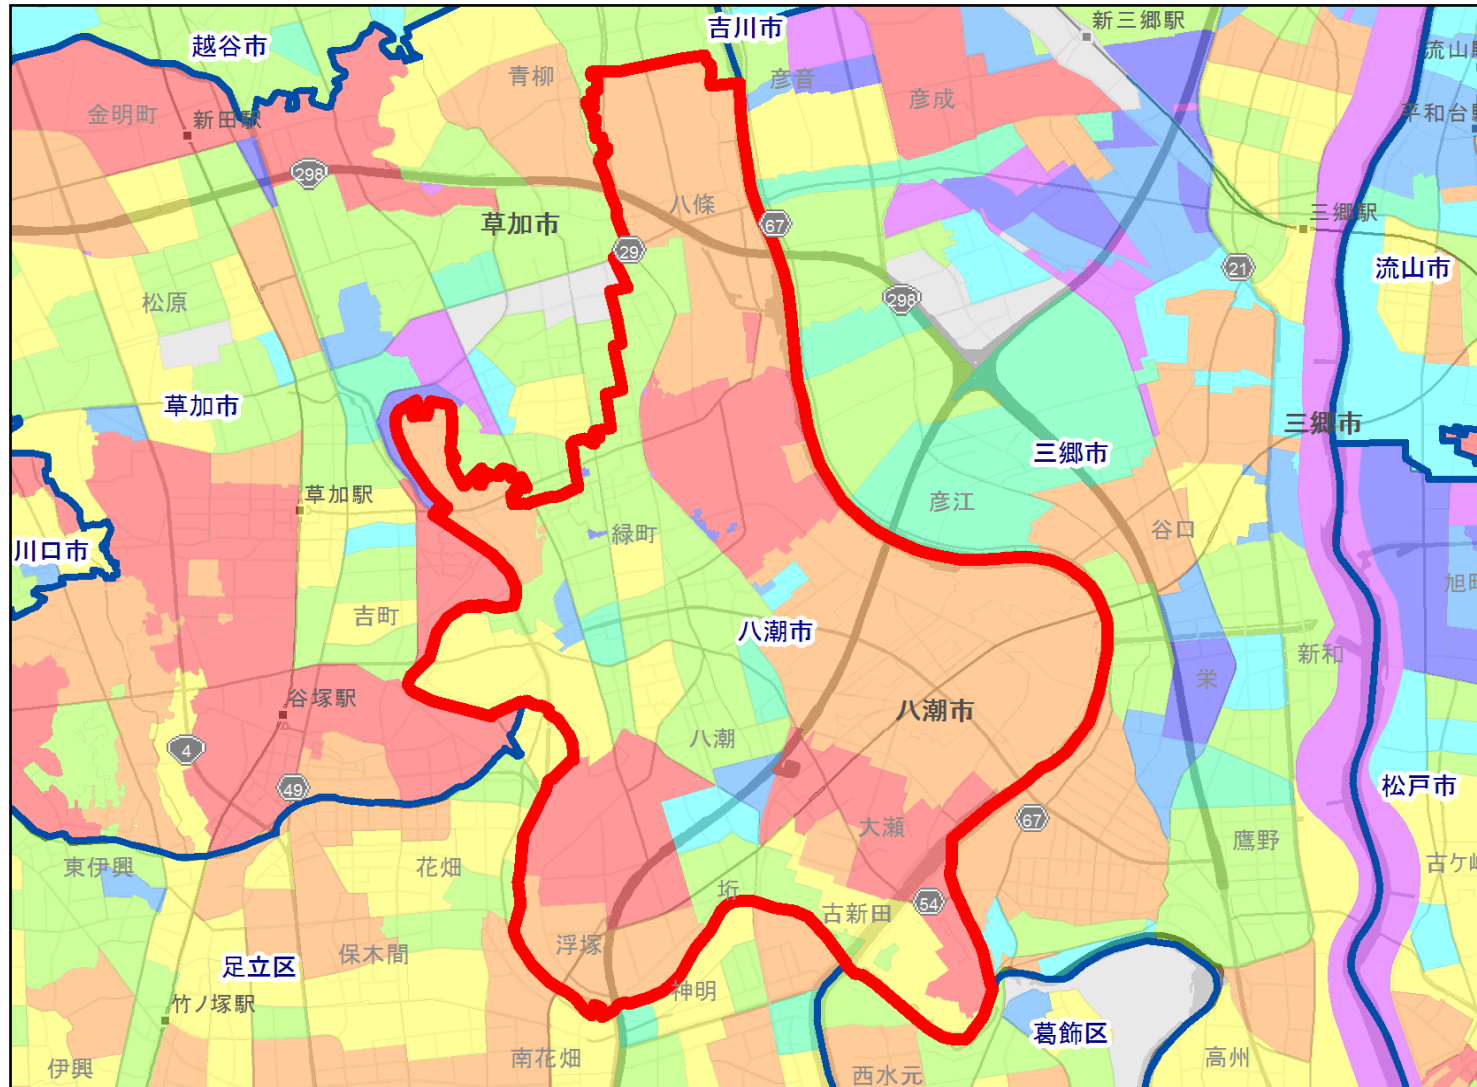 吉川市
新三郷駅
越谷市
流山
青柳
彦音
彦成
金明町
新田駅
平和台
298
八條
草加市
67
三郷駅
29
21
流山市
松原
298
草加市
三郷市
三郷市
草加駅
彦江
谷口
緑町
川口市
旭町
吉町
八潮市
新和
栄
谷塚駅
八潮市
八潮
4
49
松戸市
67
大瀬
鷹野
東伊興
花畑
古ケ
垳
54
古新田
浮塚
保木間
足立区
神明
竹ノ塚駅
葛飾区
南花畑
高州
伊興
西水元